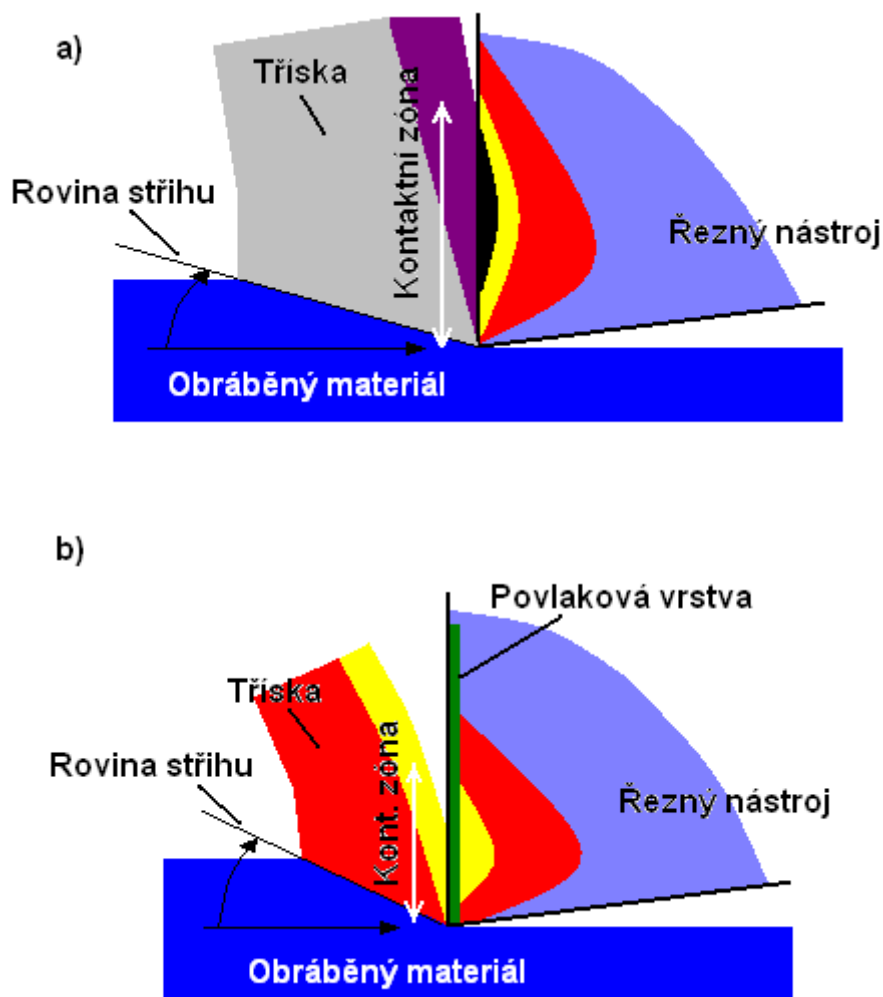 a)
Tříska
Kontaktní zóna
Rovina střihu
Řezný nástroj
Obráběný materiál
b)
Povlaková vrstva
Tříska
Kont. zóna
Rovina střihu
Řezný nástroj
Obráběný materiál